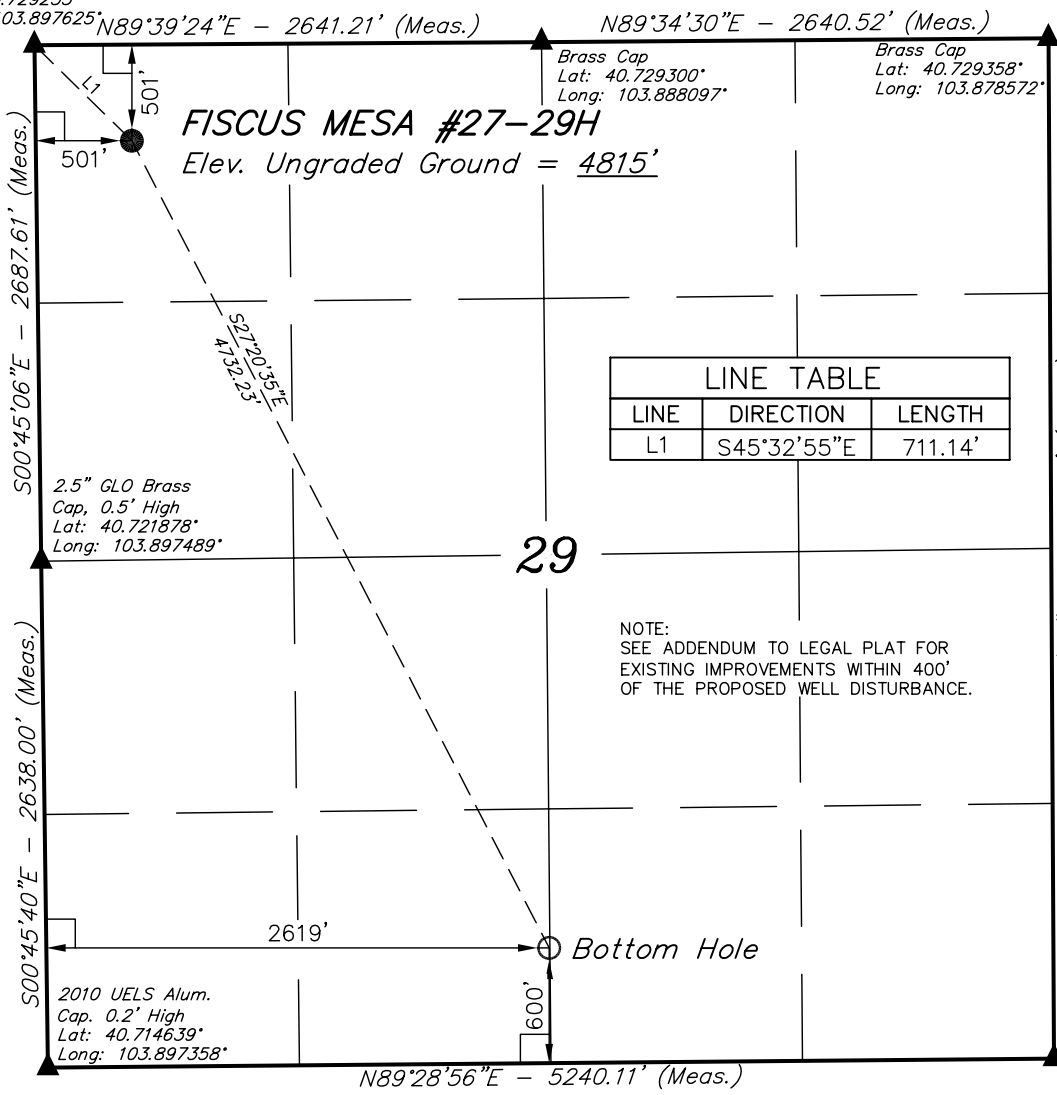 103.897625°
N89°39'24"E - 2641.21' (Meas.)
N89°34'30"E - 2640.52' (Meas.)
Brass Cap
Lat: 40.729300°
Long: 103.888097°
Brass Cap
Lat: 40.729358°
Long: 103.878572°
L1
501'
501'
FISCUS MESA #27-29H
Elev. Ungraded Ground = 4815'
S00°45'06"E - 2687.61' (Meas.)
S27°20'35"E
4732.23'
LINE TABLE
LINE DIRECTION LENGTH
L1 S45°32'55"E 711.14'
2.5" GLO Brass
Cap, 0.5' High
Lat: 40.721878°
Long: 103.897489°
29
NOTE:
SEE ADDENDUM TO LEGAL PLAT FOR
EXISTING IMPROVEMENTS WITHIN 400'
OF THE PROPOSED WELL DISTURBANCE.
S00°45'40"E - 2638.00' (Meas.)
2619'
Bottom Hole
600'
2010 UELS Alum.
Cap. 0.2' High
Lat: 40.714639°
Long: 103.897358°
N89°28'56"E - 5240.11' (Meas.)